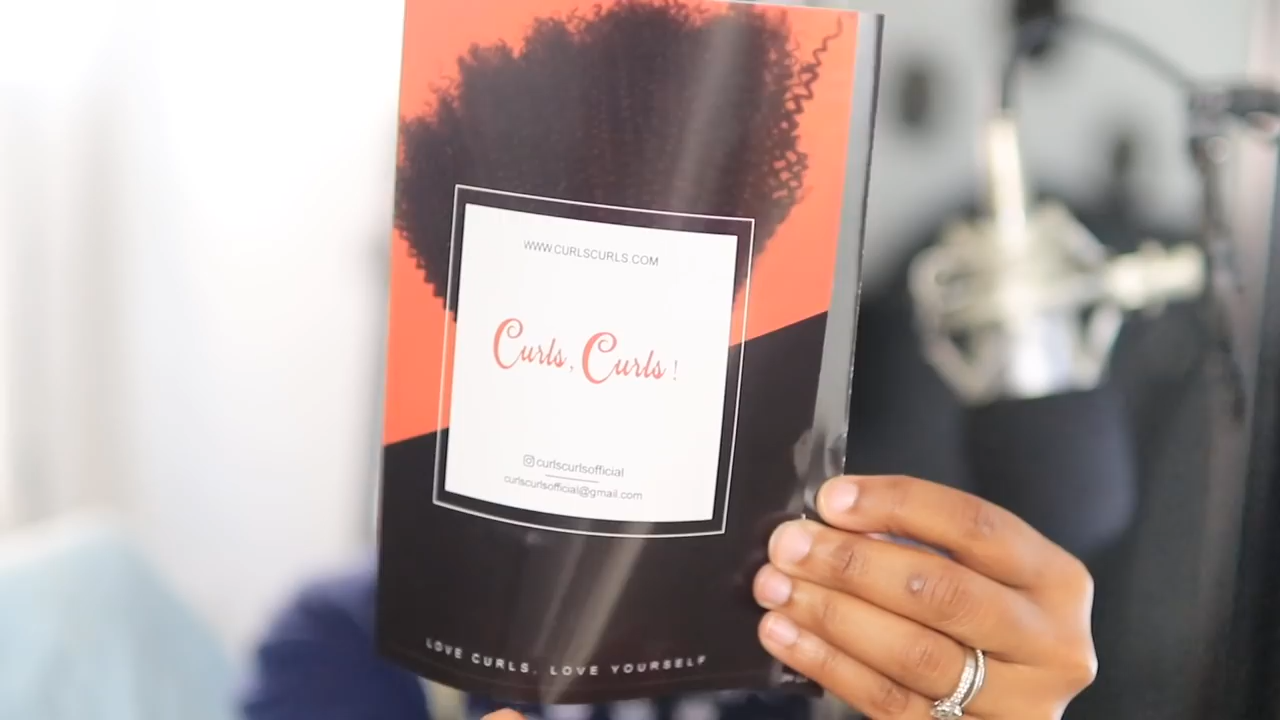 WWW.CURLSCURLS.COM
Curls, Curls!
curlscurlsofficial
curlscurlsofficial@gmail.com
LOVE CURLS, LOVE YOURSELF